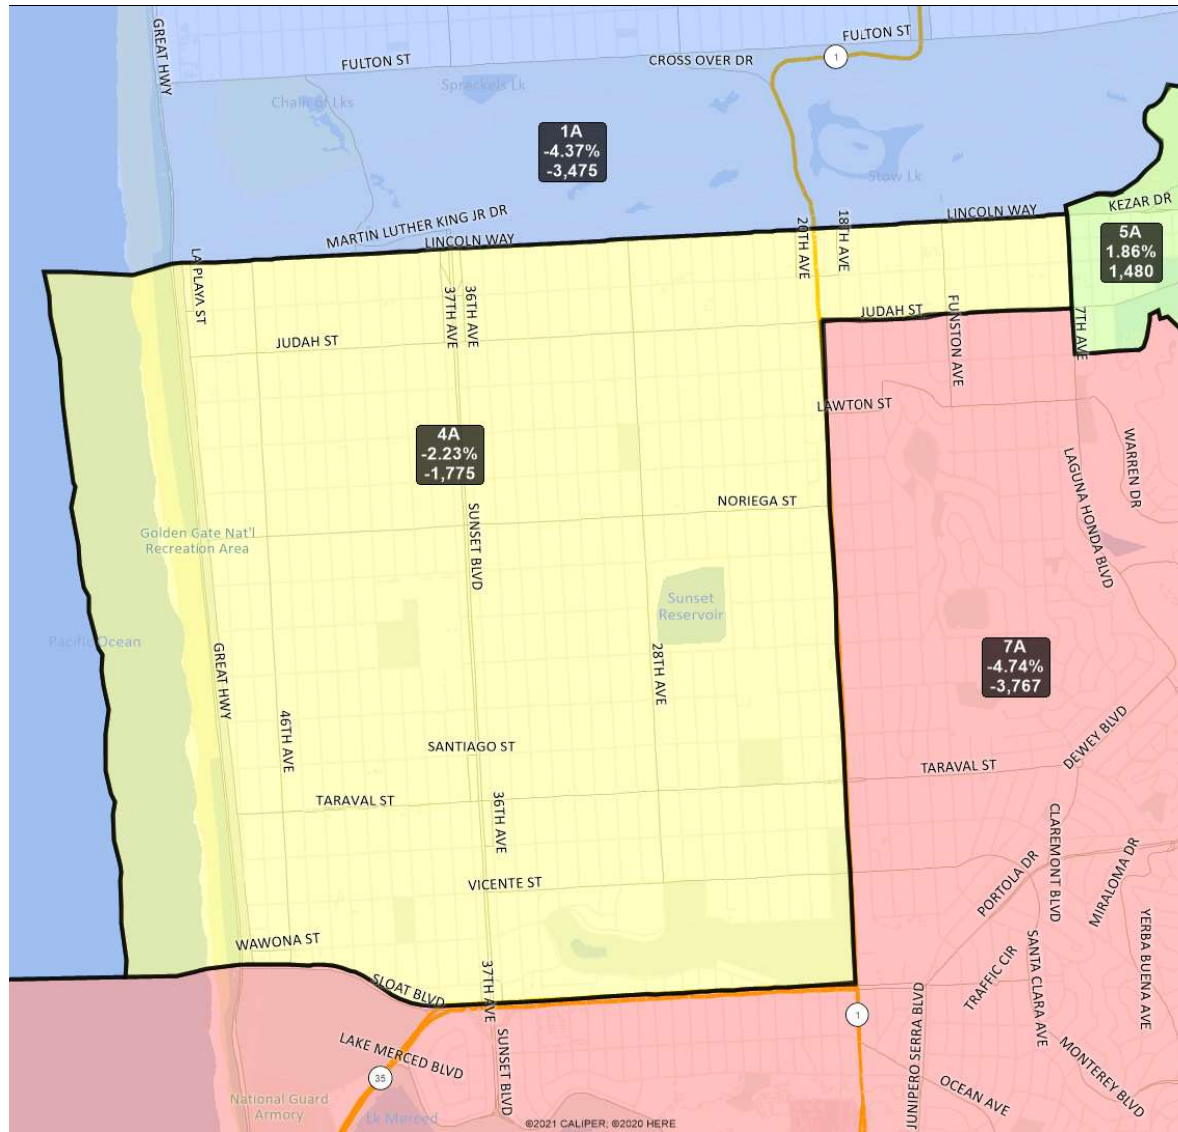 GREAT HWY
FULTON ST
CROSS OVER DR
1
FULTON ST
Chain of Lks
Spreckels Lk
1A
-4.37%
-3,475
Stow Lk
MARTIN LUTHER KING JR DR
LINCOLN WAY
LINCOLN WAY
KEZAR DR
20TH AVE
18TH AVE
5A
1.86%
1,480
LA PLAYA ST
37TH AVE
36TH AVE
JUDAH ST
JUDAH ST
FUNSTON AVE
7TH AVE
LAWTON ST
4A
-2.23%
-1,775
WARREN DR
LAGUNA HONDA BLVD
NORIEGA ST
SUNSET BLVD
Golden Gate Nat'l
Recreation Area
Sunset
Reservoir
Pacific Ocean
GREAT HWY
28TH AVE
7A
-4.74%
-3,767
46TH AVE
SANTIAGO ST
DEWEY BLVD
TARAVAL ST
TARAVAL ST
36TH AVE
CLAREMONT BLVD
MIRALOMA DR
PORTOLA DR
VICENTE ST
YERBA BUENA AVE
WAWONA ST
SANTA CLARA AVE
TRAFFIC CIR
SLOAT BLVD
37TH AVE
1
JUNIPERO SERRA BLVD
SUNSET BLVD
LAKE MERCED BLVD
35
MONTEREY BLVD
OCEAN AVE
National Guard
Armory
Lk Merced
©2021 CALIPER; ©2020 HERE